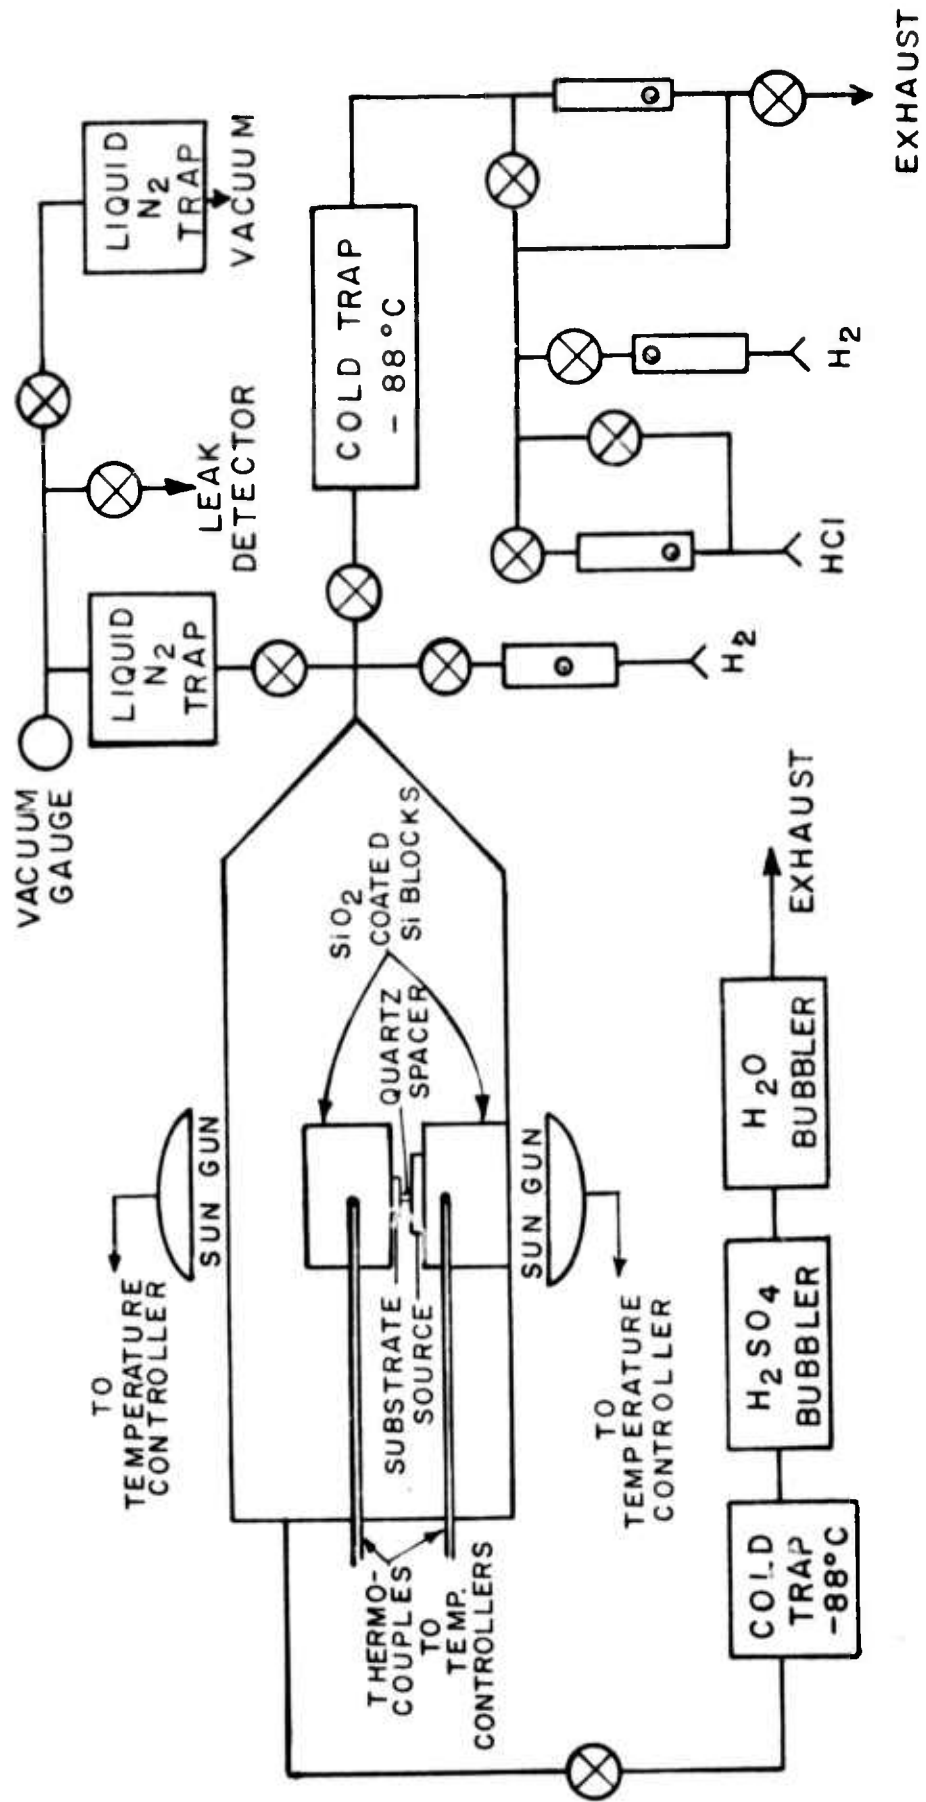 VACUUM
GAUGE
LIQUID
N2
TRAP
LEAK
DETECTOR
LIQUID
N2
TRAP
VACUUM
COLD TRAP
- 88°C
H2
HCl
H2
EXHAUST
TO
TEMPERATURE
CONTROLLER
SUN GUN
SiO2
COATED
Si BLOCKS
QUARTZ
SPACER
SUBSTRATE
SOURCE
THERMO-
COUPLES
TO
TEMP.
CONTROLLERS
SUN GUN
TO
TEMPERATURE
CONTROLLER
COLD
TRAP
-88°C
H2SO4
BUBBLER
H2O
BUBBLER
EXHAUST